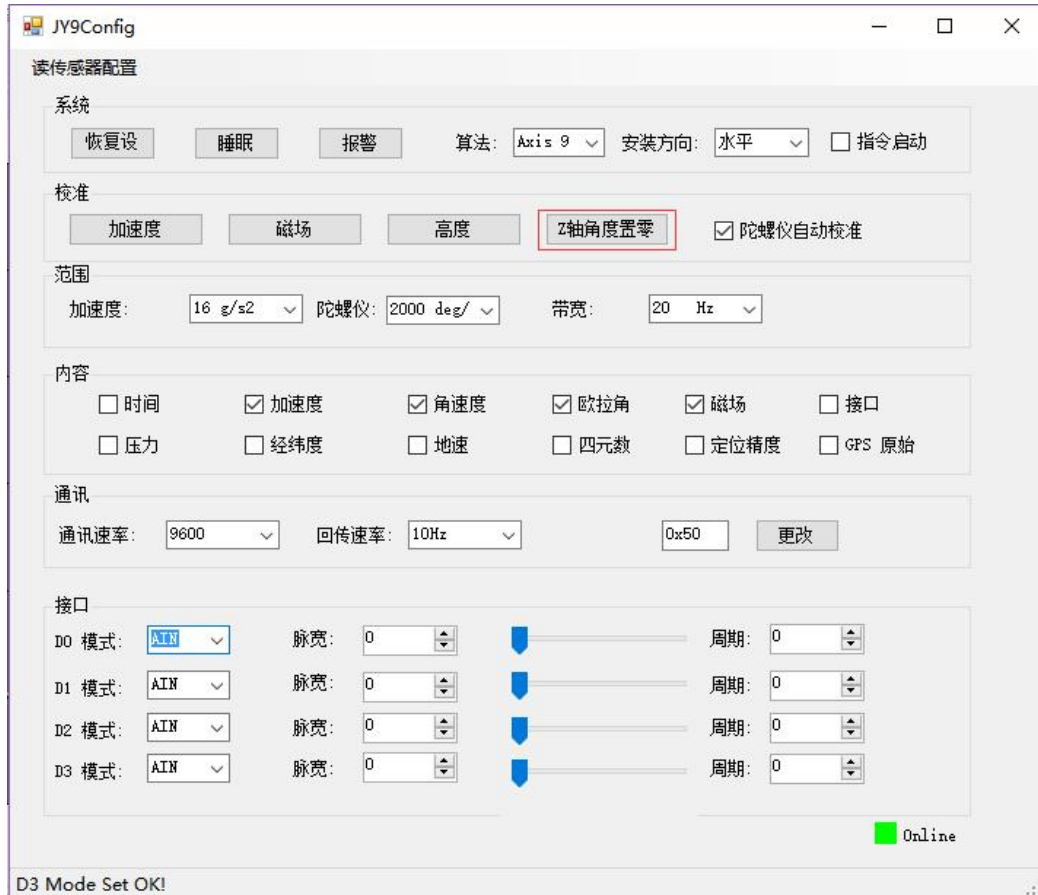 JY9Config
读传感器配置
系统
恢复设 睡眠 报警 算法: Axis 9 安装方向: 水平 指令启动
校准
加速度 磁场 高度 Z轴角度置零 陀螺仪自动校准
范围
加速度: 16 g/s2 陀螺仪: 2000 deg/ 带宽: 20 Hz
内容
时间 加速度 角速度 欧拉角 磁场 接口
压力 经纬度 地速 四元数 定位精度 GPS 原始
通讯
通讯速率: 9600 回传速率: 10Hz 0x50 更改
接口
D0 模式: AIN 脉宽: 0 周期: 0
D1 模式: AIN 脉宽: 0 周期: 0
D2 模式: AIN 脉宽: 0 周期: 0
D3 模式: AIN 脉宽: 0 周期: 0
Online
D3 Mode Set OK!